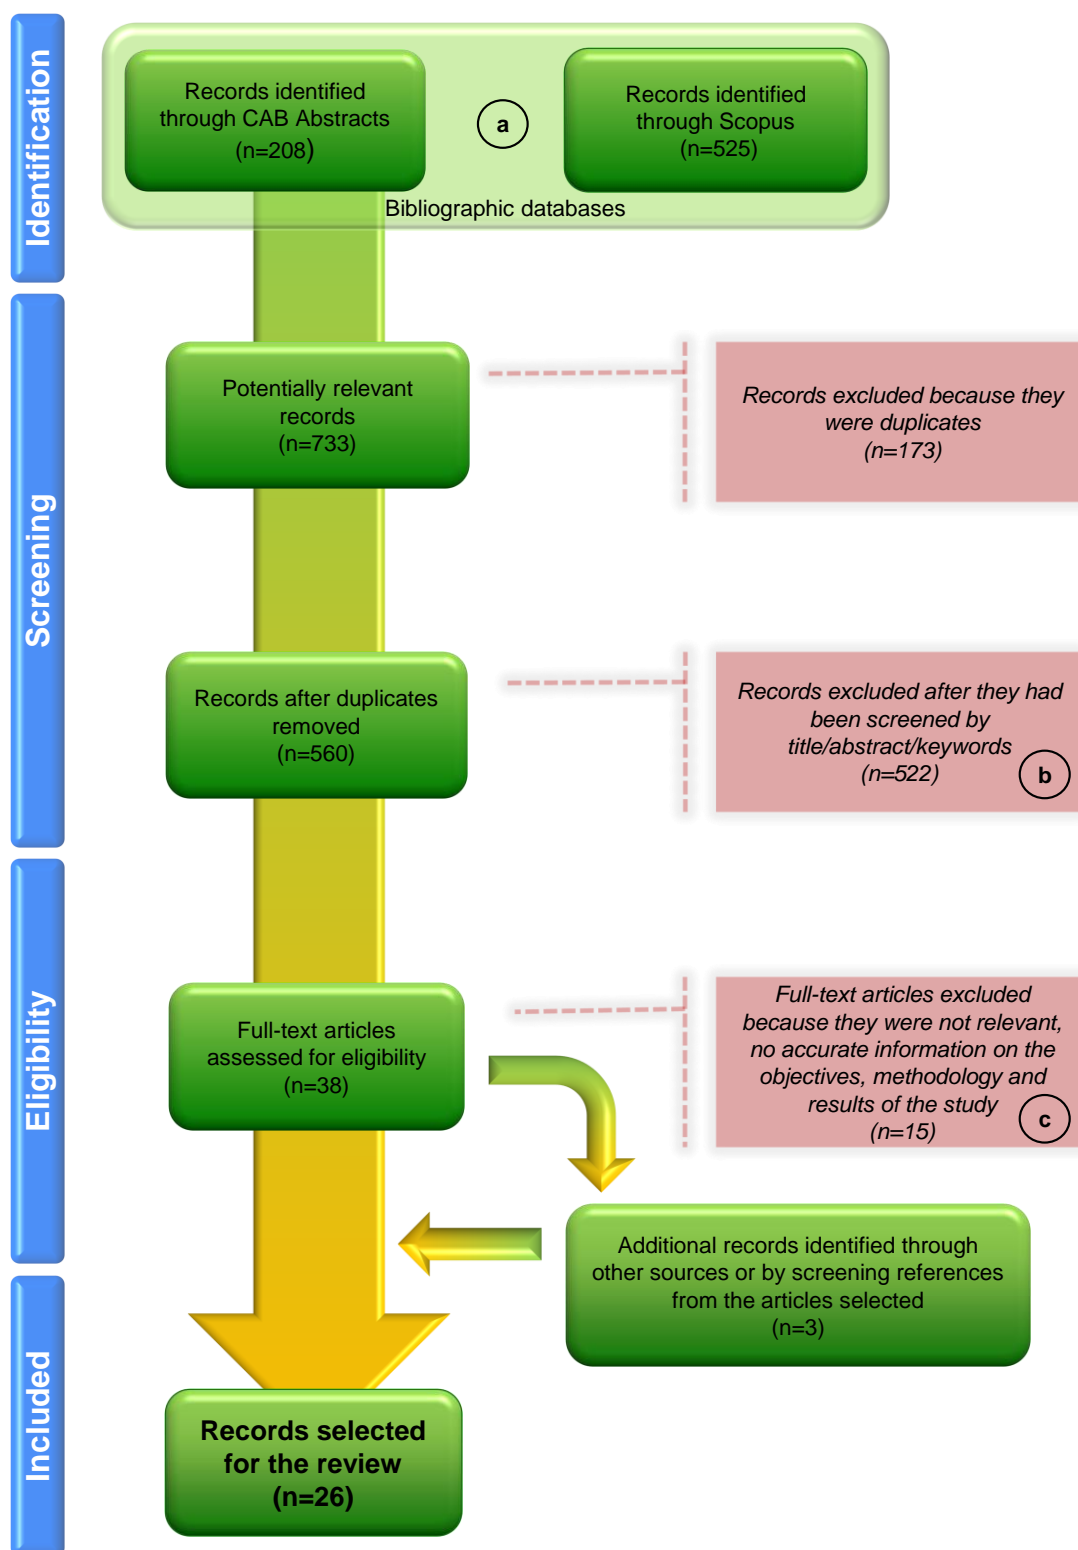 Identification
Records identified
through CAB Abstracts
(n=208)
a
Records identified
through Scopus
(n=525)
Bibliographic databases
Screening
Potentially relevant
records
(n=733)
Records excluded because they
were duplicates
(n=173)
Records after duplicates
removed
(n=560)
Records excluded after they had
been screened by
title/abstract/keywords
(n=522)
b
Eligibility
Full-text articles
assessed for eligibility
(n=38)
Full-text articles excluded
because they were not relevant,
no accurate information on the
objectives, methodology and
results of the study
(n=15)
c
Additional records identified through
other sources or by screening references
from the articles selected
(n=3)
Included
Records selected
for the review
(n=26)